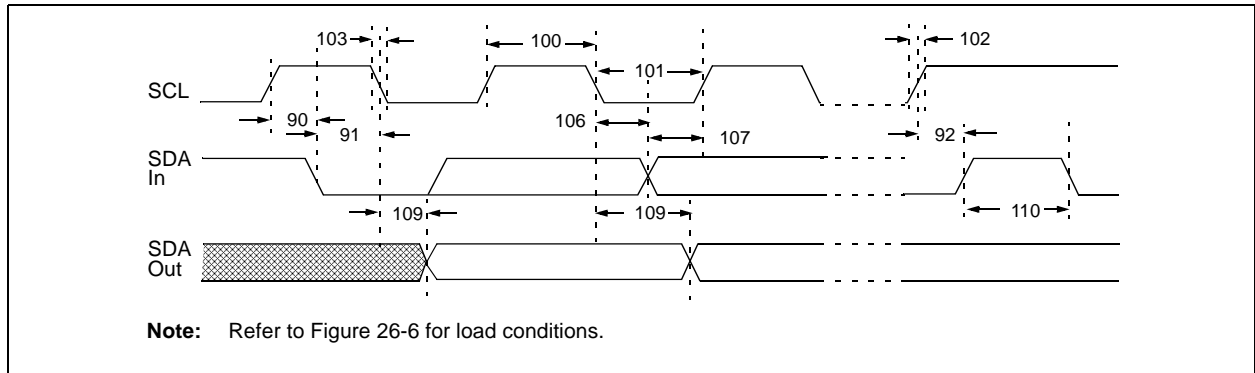 103
100
102
SCL
101
90
91
106
107
92
SDA
In
109
109
110
SDA
Out
Note: Refer to Figure 26-6 for load conditions.